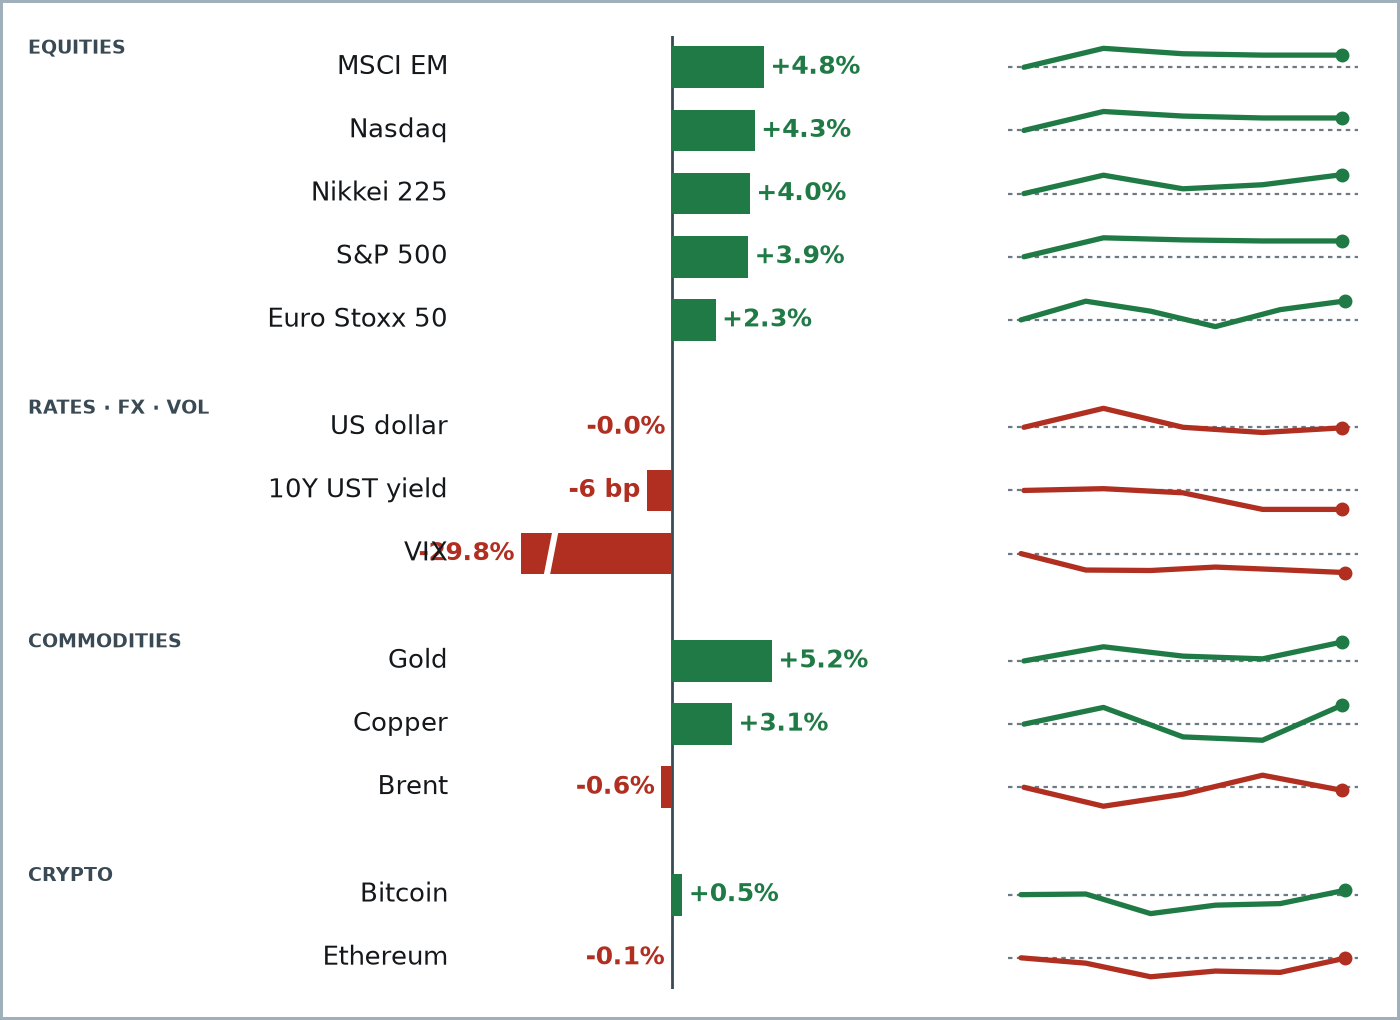 EQUITIES
MSCI EM +4.8%
Nasdaq +4.3%
Nikkei 225 +4.0%
S&P 500 +3.9%
Euro Stoxx 50 +2.3%
RATES · FX · VOL
US dollar -0.0%
10Y UST yield -6 bp
VIX -29.8%
COMMODITIES
Gold +5.2%
Copper +3.1%
Brent -0.6%
CRYPTO
Bitcoin +0.5%
Ethereum -0.1%